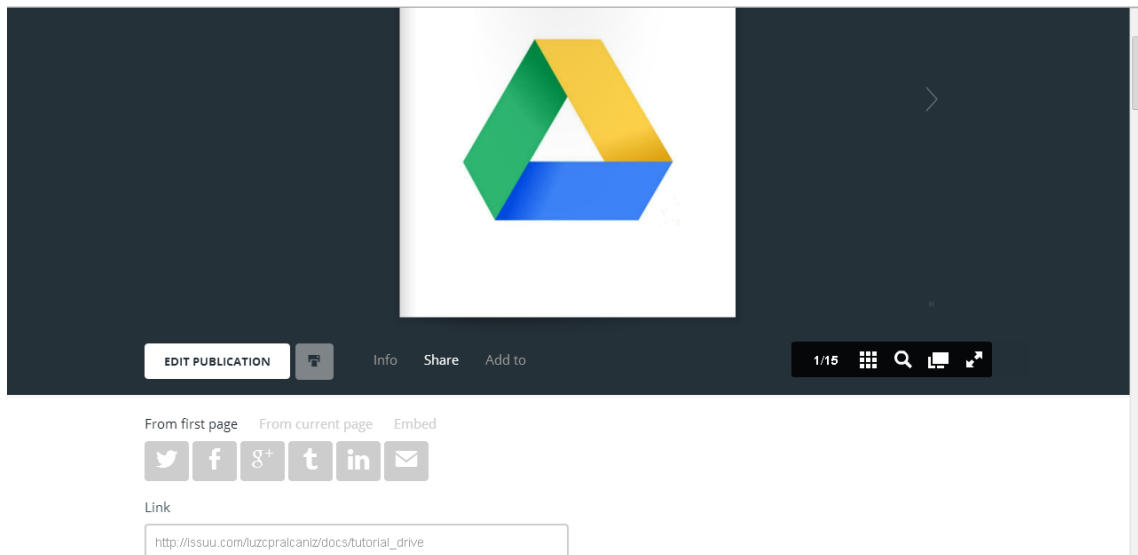 EDIT PUBLICATION Info Share Add to 1/15
From first page From current page Embed
Link
http://issuu.com/luzcpralcaniz/docs/tutorial_drive